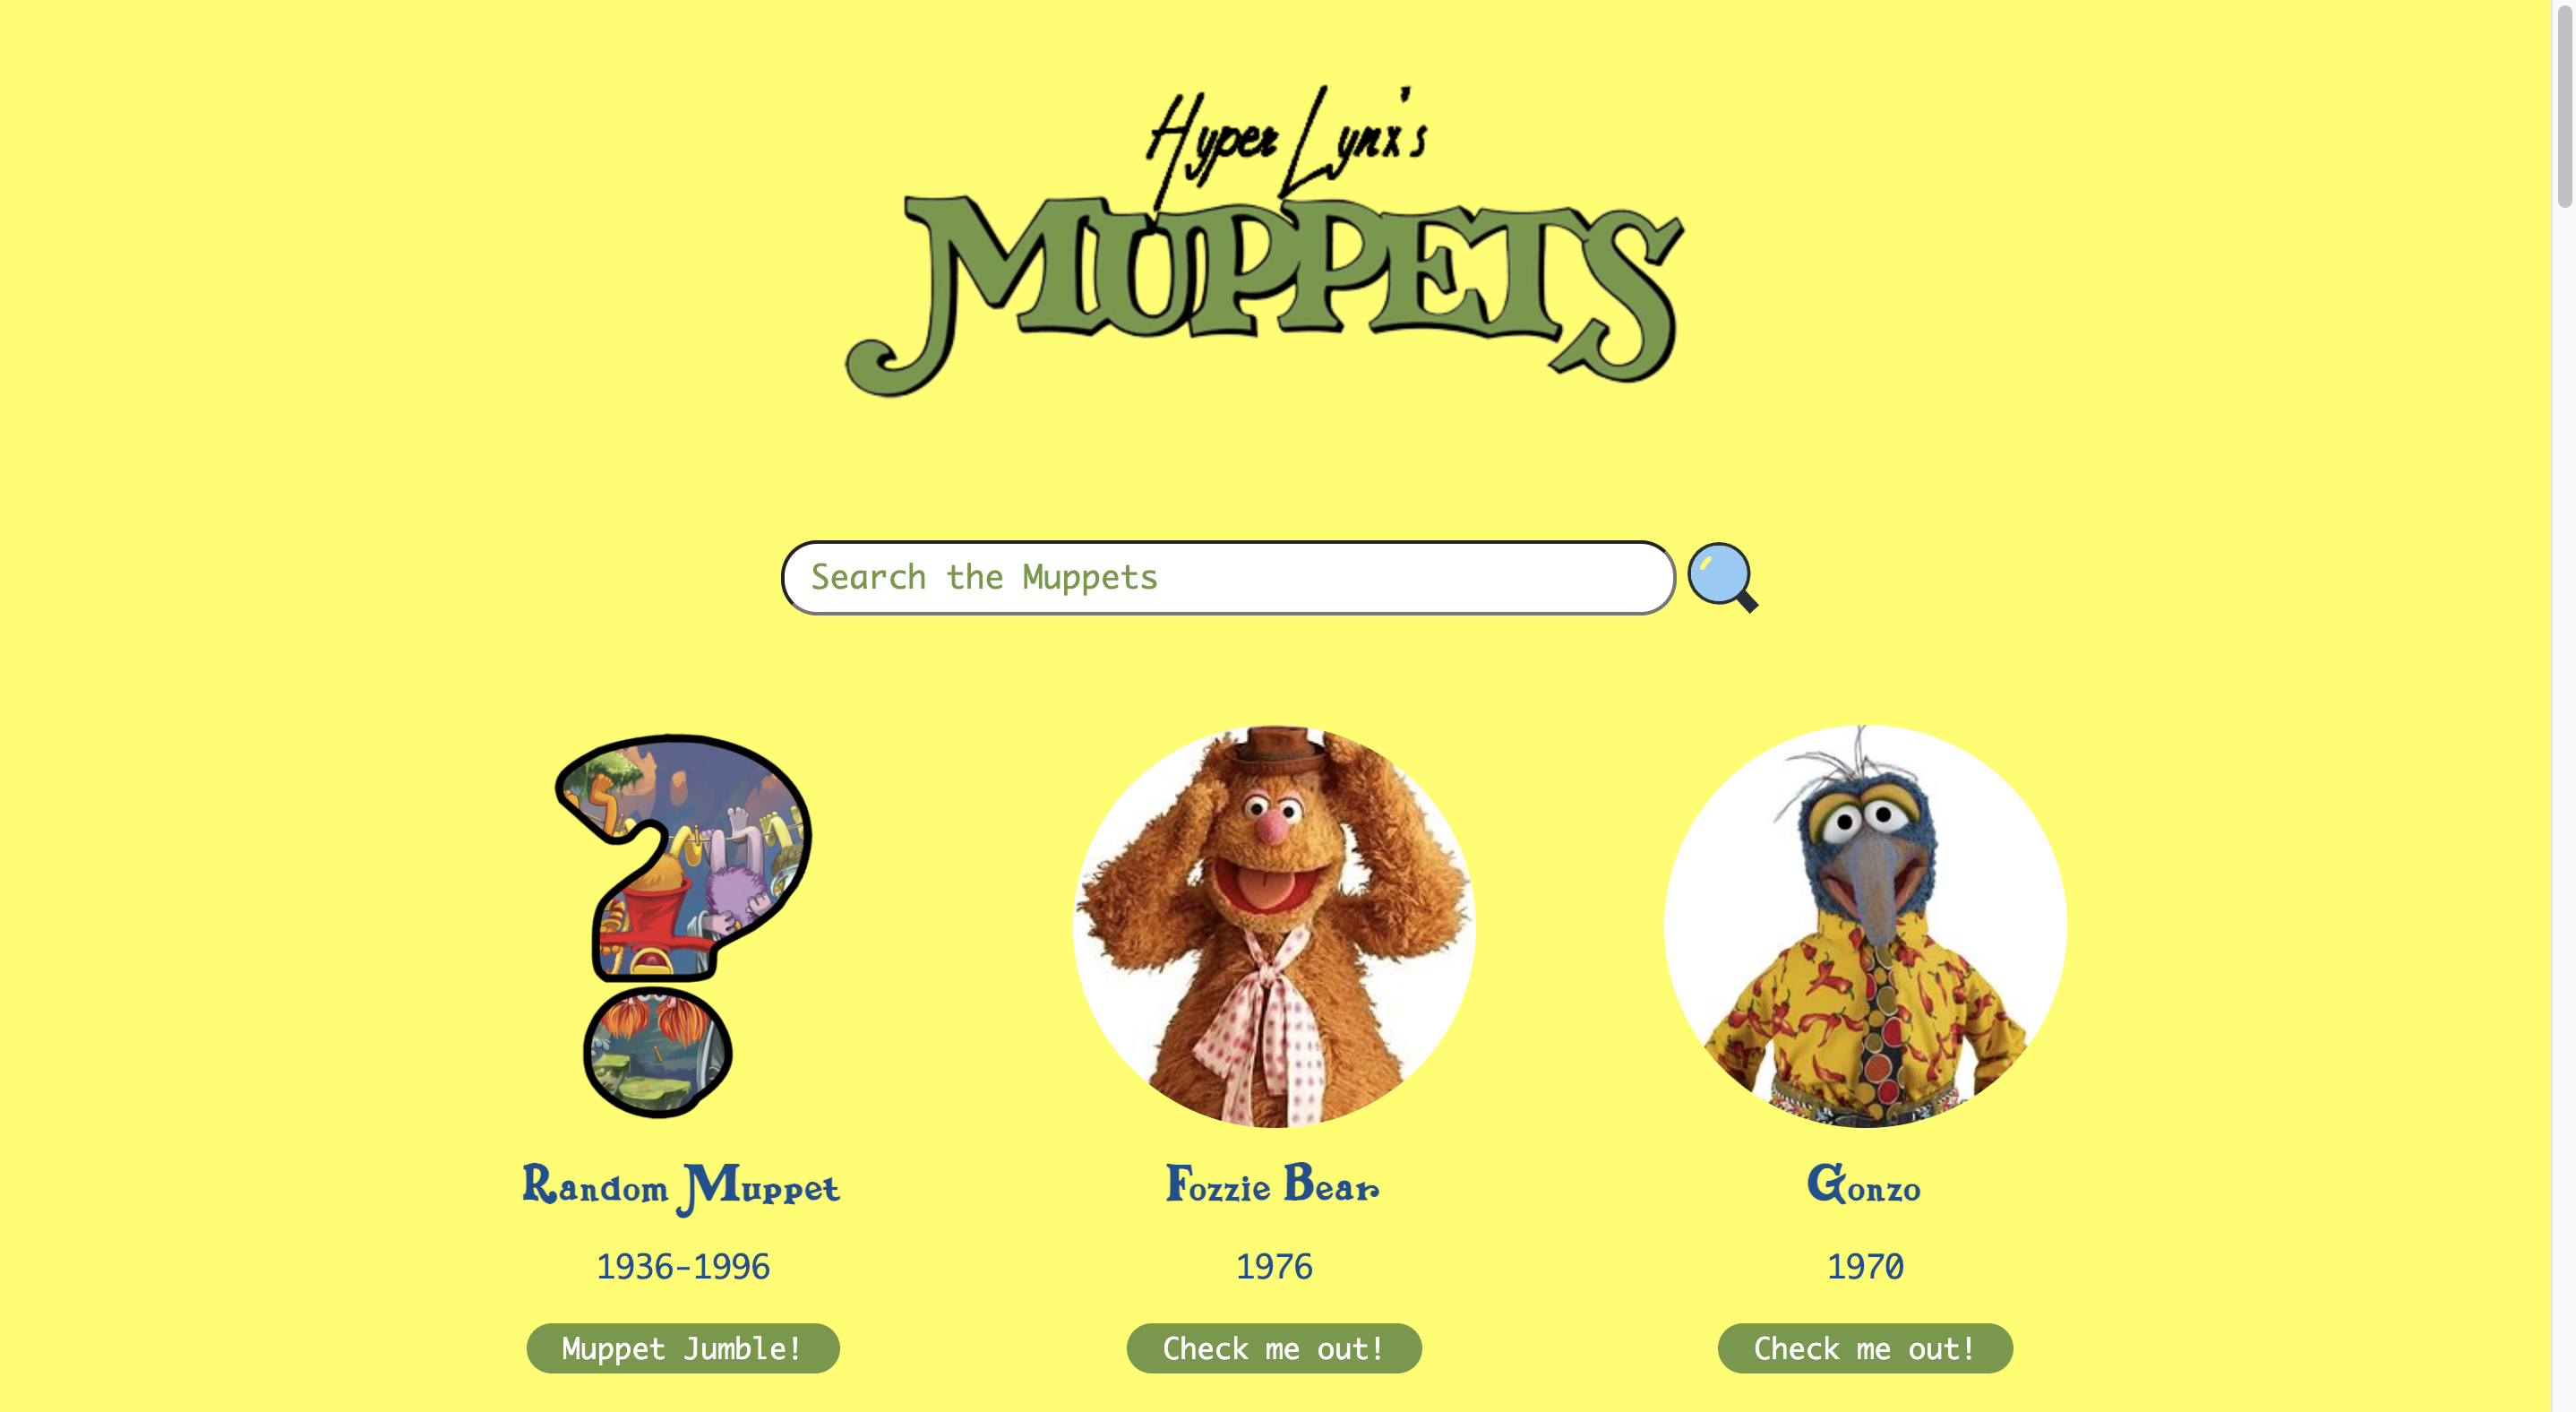 Hyper Lynx's
MUPPETS
Search the Muppets
Random Muppet
Fozzie Bear
Gonzo
1936-1996
1976
1970
Muppet Jumble!
Check me out!
Check me out!